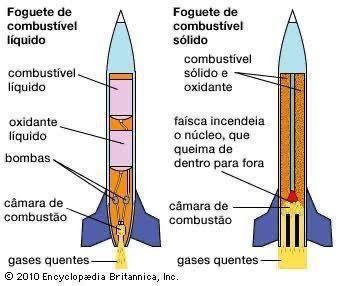 Foguete de
combustível
líquido
combustível
líquido
oxidante
líquido
bombas
câmara de
combustão
gases quentes
Foguete de
combustível
sólido
combustível
sólido e
oxidante
faísca incendeia
o núcleo, que
queima de
dentro para fora
câmara de
combustão
gases quentes
© 2010 Encyclopædia Britannica, Inc.